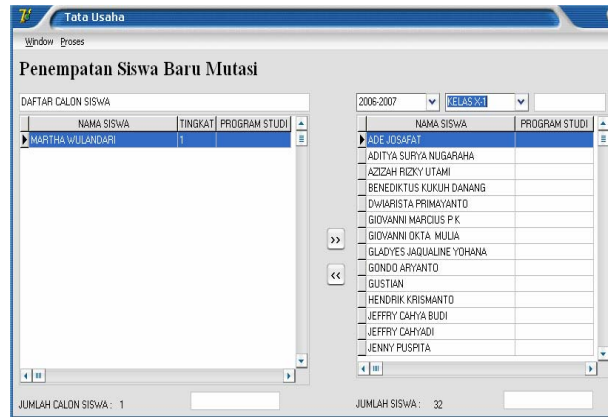 Tata Usaha
Window Proses
Penempatan Siswa Baru Mutasi
DAFTAR CALON SISWA
NAMA SISWA TINGKAT PROGRAM STUDI
MARTHA WULANDARI 1
JUMLAH CALON SISWA : 1
2006-2007 KELAS X-1
NAMA SISWA PROGRAM STUDI
ADE JOSAFAT
ADITYA SURYA NUGARAHA
AZIZAH RIZKY UTAMI
BENEDIKTUS KUKUH DANANG
DWIARISTA PRIMAYANTO
GIOVANNI MARCIUS P K
GIOVANNI OKTA MULIA
GLADYES JAQUALINE YOHANA
GONDO ARYANTO
GUSTIAN
HENDRIK KRISMANTO
JEFFRY CAHYA BUDI
JEFFRY CAHYADI
JENNY PUSPITA
JUMLAH SISWA : 32
>>
<<